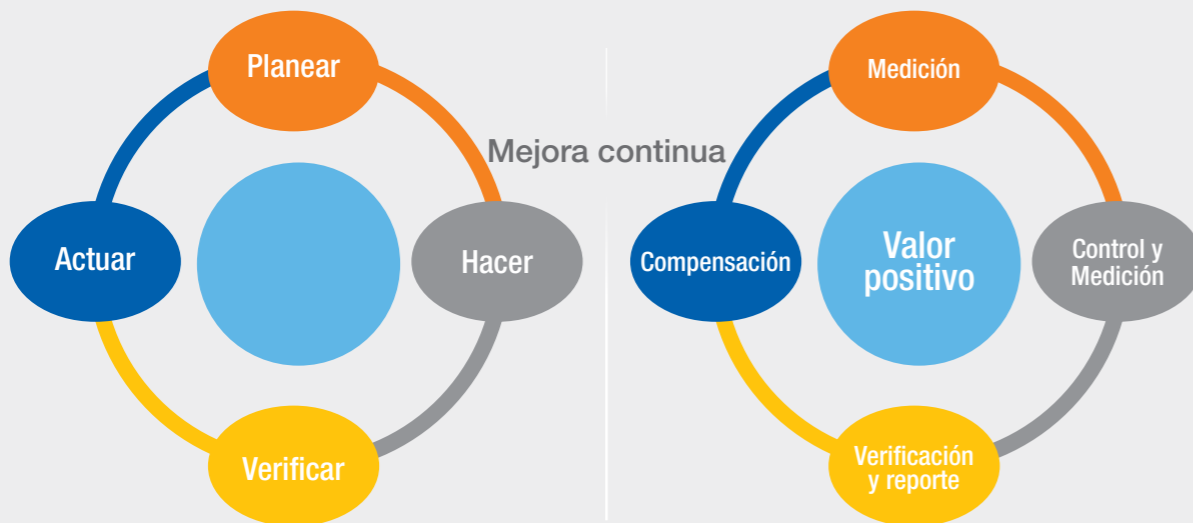 Planear
Mejora continua
Actuar
Hacer
Verificar
Medición
Compensación
Valor
positivo
Control y
Medición
Verificación
y reporte